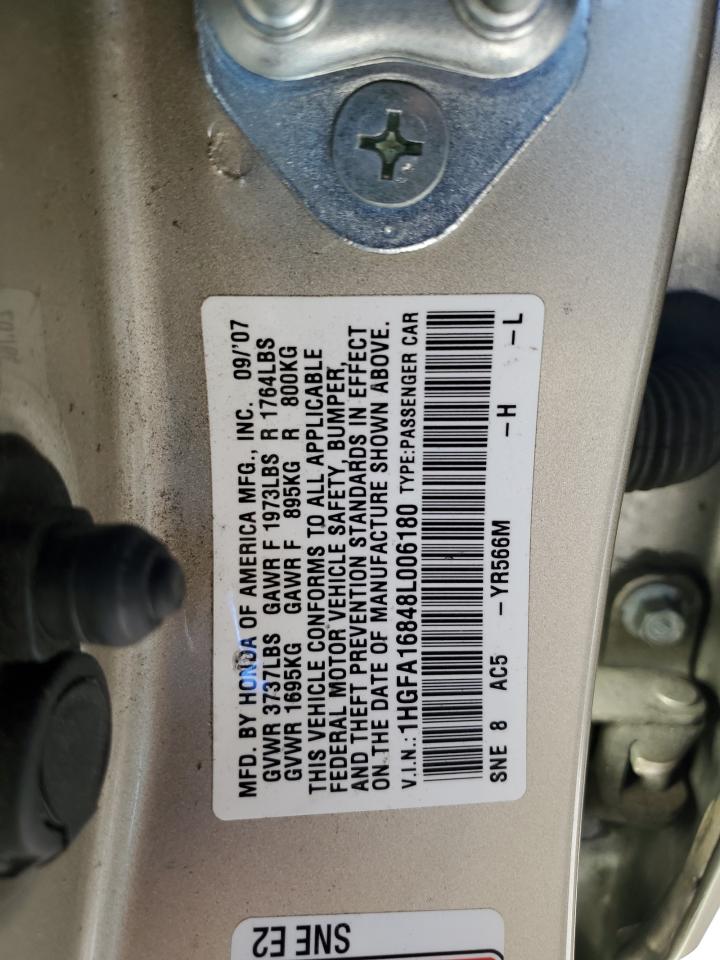 MFD. BY HONDA OF AMERICA MFG., INC. 09/'07
GVWR 3737LBS GAWR F 1973LBS R 1764LBS
GVWR 1695KG GAWR F 895KG R 800KG
THIS VEHICLE CONFORMS TO ALL APPLICABLE
FEDERAL MOTOR VEHICLE SAFETY, BUMPER,
AND THEFT PREVENTION STANDARDS IN EFFECT
ON THE DATE OF MANUFACTURE SHOWN ABOVE.
V.I.N.: 1HGFA16848L006180 TYPE:PASSENGER CAR
SNE 8 AC5 -YR566M -H -L
SNE E2